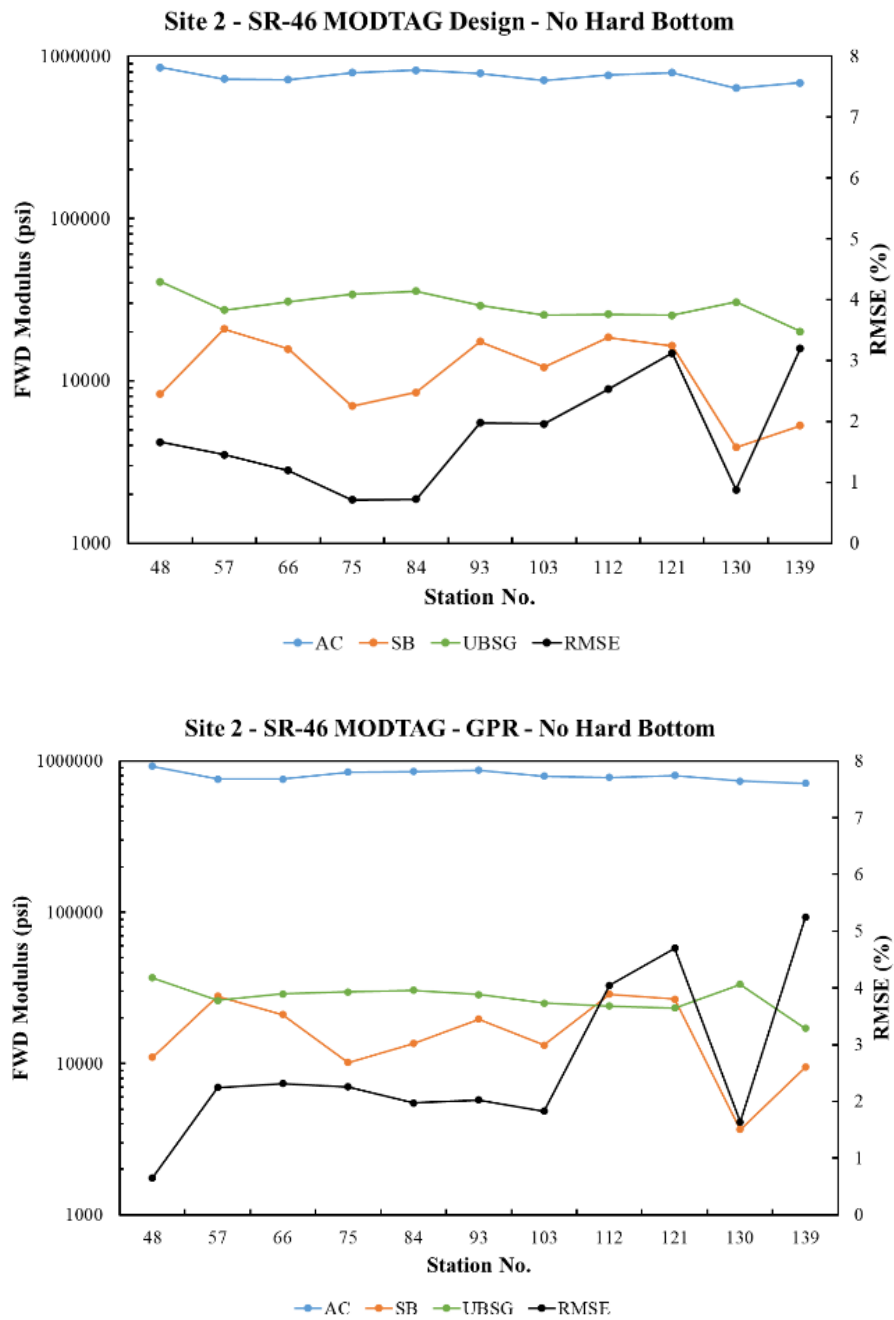 Site 2 - SR-46 MODTAG Design - No Hard Bottom
1000000
100000
10000
1000
FWD Modulus (psi)
8
7
6
5
4
3
2
1
0
RMSE (%)
48 57 66 75 84 93 103 112 121 130 139
Station No.
AC SB UBSG RMSE
Site 2 - SR-46 MODTAG - GPR - No Hard Bottom
1000000
100000
10000
1000
FWD Modulus (psi)
8
7
6
5
4
3
2
1
0
RMSE (%)
48 57 66 75 84 93 103 112 121 130 139
Station No.
AC SB UBSG RMSE